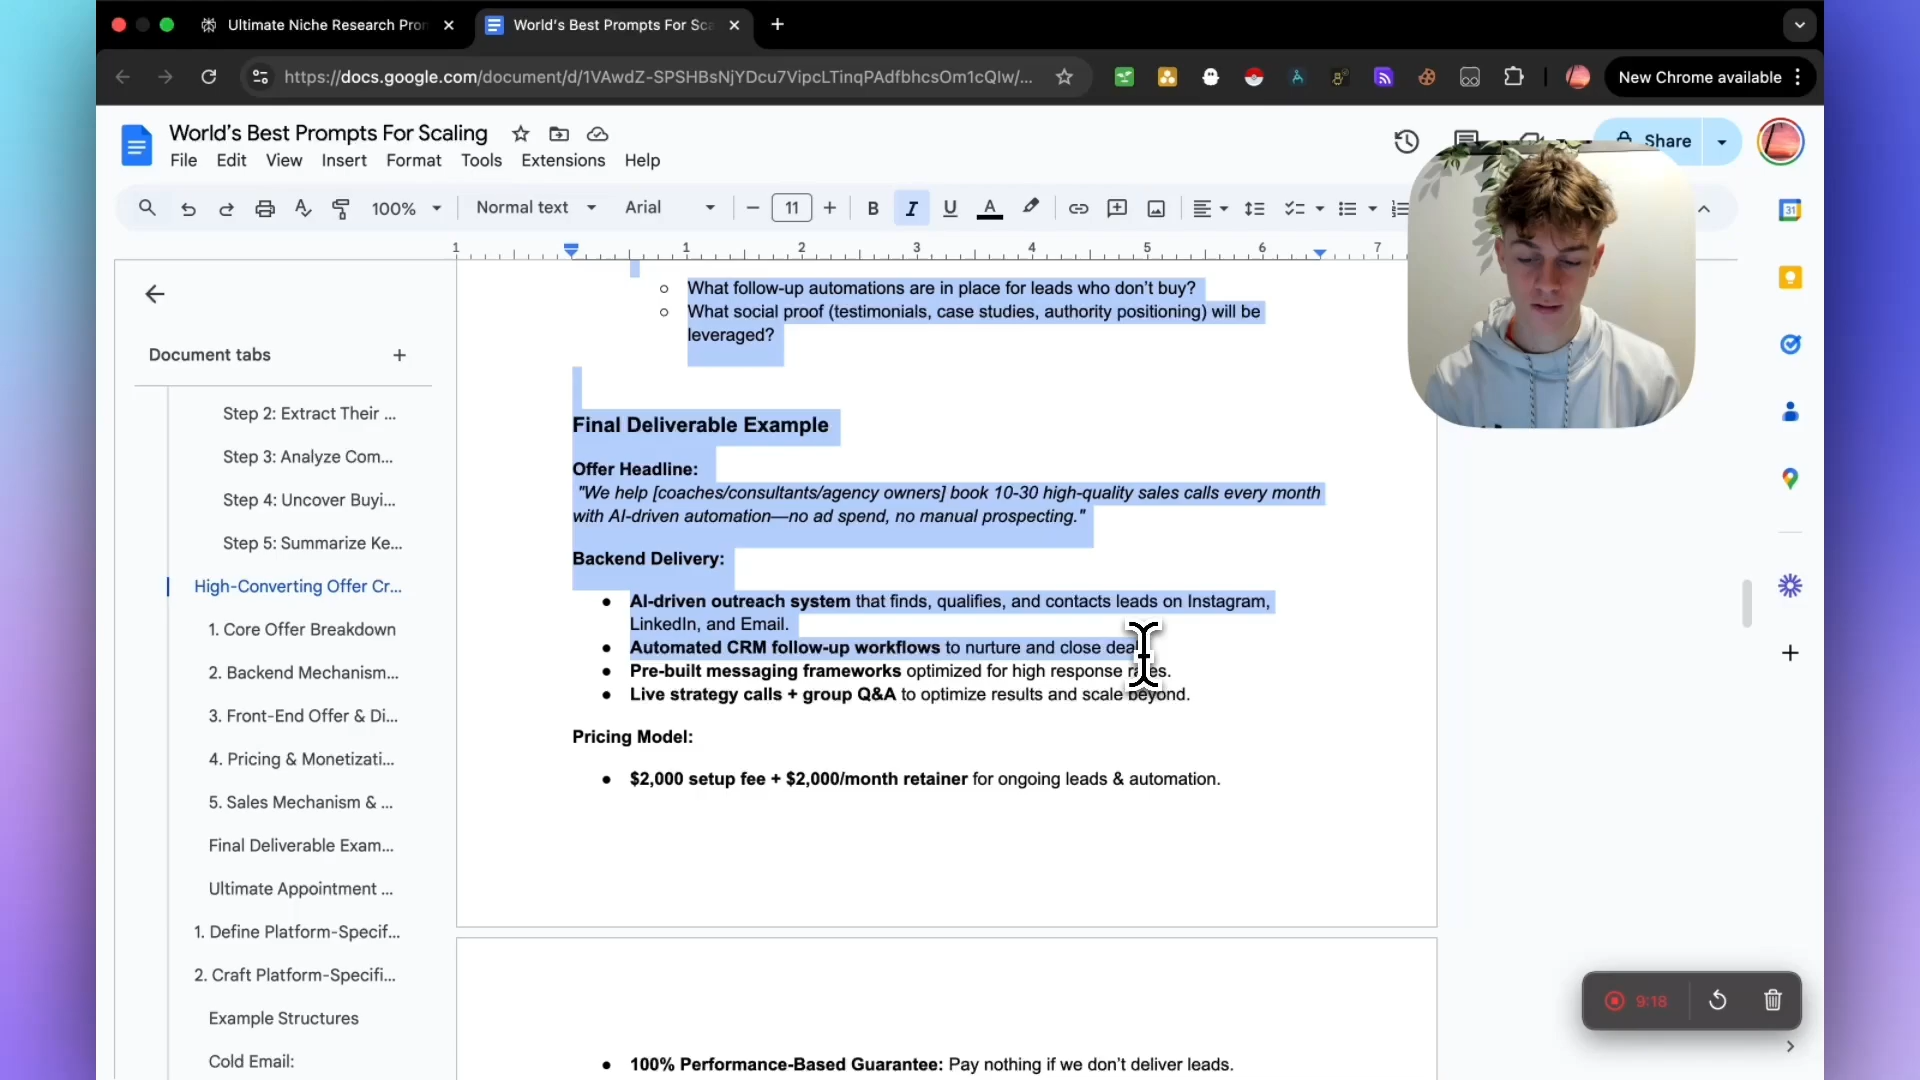 Ultimate Niche Research Pro
World's Best Prompts For Sca
https://docs.google.com/document/d/1VAwdZ-SPSHBsNjYDcu7VipcLTinqPAdfbhcsOm1cQIw/...
New Chrome available
World's Best Prompts For Scaling
Share
File Edit View Insert Format Tools Extensions Help
100% Normal text Arial 11 B I U A
1 1 2 3 4 5 6 7
31
Document tabs
Step 2: Extract Their ...
Step 3: Analyze Com...
Step 4: Uncover Buyi...
Step 5: Summarize Ke...
High-Converting Offer Cr...
1. Core Offer Breakdown
2. Backend Mechanism...
3. Front-End Offer & Di...
4. Pricing & Monetizati...
5. Sales Mechanism & ...
Final Deliverable Exam...
Ultimate Appointment ...
1. Define Platform-Specif...
2. Craft Platform-Specifi...
Example Structures
Cold Email:
What follow-up automations are in place for leads who don't buy?
What social proof (testimonials, case studies, authority positioning) will be
leveraged?
Final Deliverable Example
Offer Headline:
"We help [coaches/consultants/agency owners] book 10-30 high-quality sales calls every month
with AI-driven automation—no ad spend, no manual prospecting."
Backend Delivery:
AI-driven outreach system that finds, qualifies, and contacts leads on Instagram,
LinkedIn, and Email.
Automated CRM follow-up workflows to nurture and close
Pre-built messaging frameworks optimized for high response
Live strategy calls + group Q&A to optimize results and scale beyond.
Pricing Model:
$2,000 setup fee + $2,000/month retainer for ongoing leads & automation.
100% Performance-Based Guarantee: Pay nothing if we don't deliver leads.
9:18